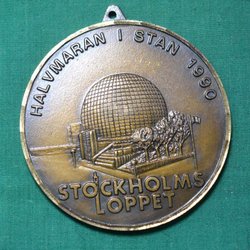 HALVMARAN I STAN 1990
STOCKHOLMS
LOPPET